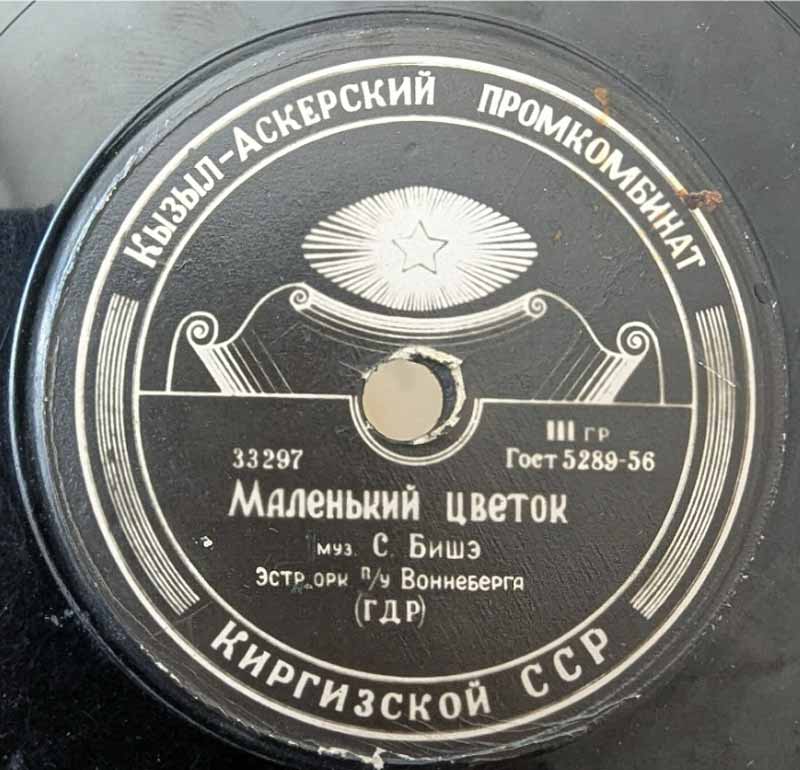 Кызыл-Аскерский промкомбинат
III гр
33297 Гост 5289-56
Маленький цветок
муз. С. Бишэ
Эстр. орк п/у Воннеберга
(ГДР)
Киргизской ССР